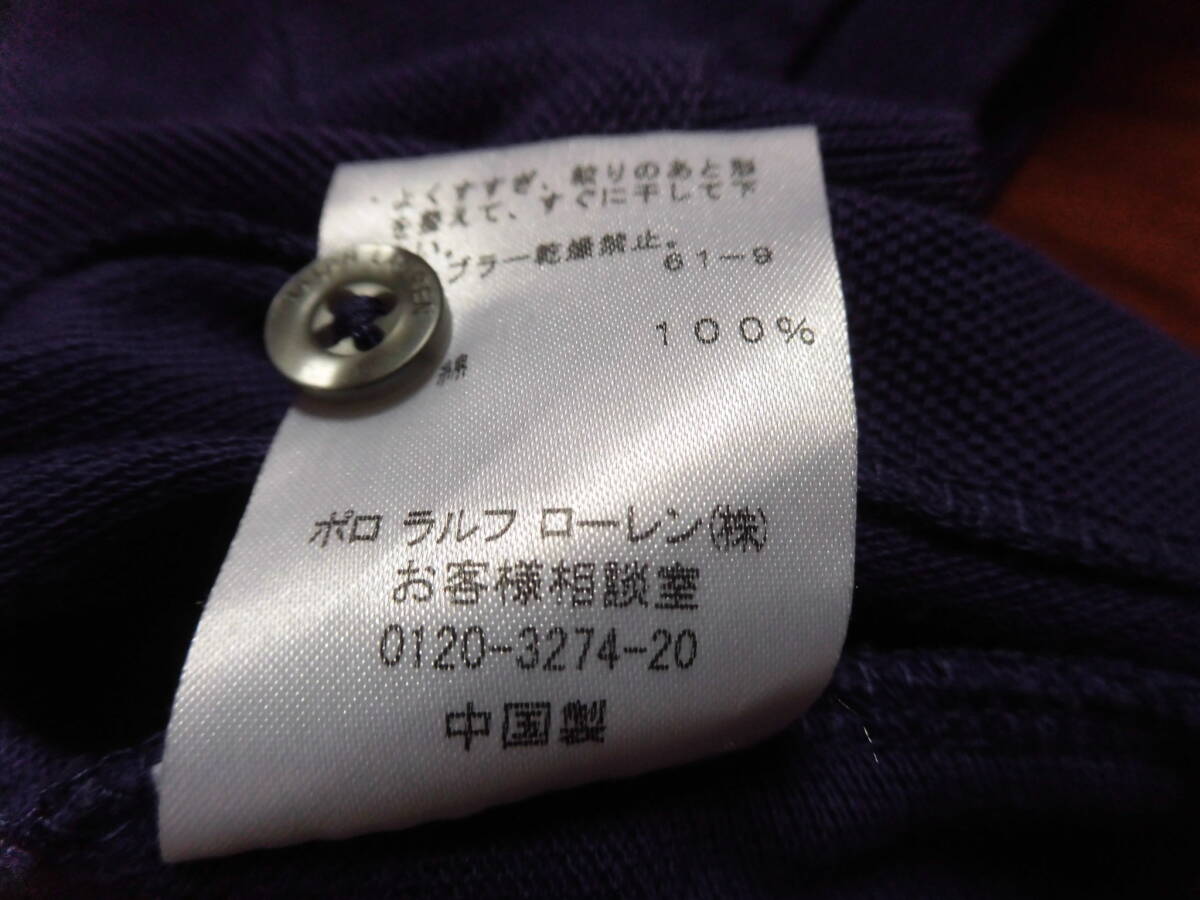 ・よくすすぎ、絞りのあと形
を整えて、すぐに干して下
い。
ブラー乾燥禁止。
61-9
100%
綿
ポロ ラルフ ローレン(株)
お客様相談室
0120-3274-20
中国製